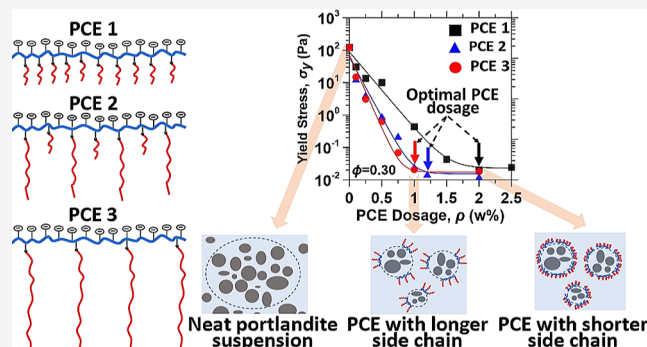 PCE 1
PCE 2
PCE 3
Yield Stress, σy (Pa)
10³
10²
10¹
10⁰
10⁻¹
10⁻²
PCE 1
PCE 2
PCE 3
Optimal PCE
dosage
ϕ=0.30
0 0.5 1 1.5 2 2.5
PCE Dosage, ρ (w%)
Neat portlandite
suspension
PCE with longer
side chain
PCE with shorter
side chain